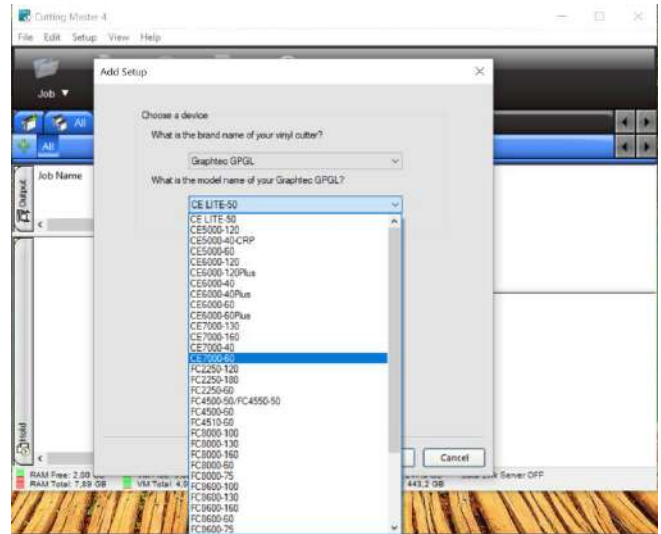 Cutting Master 4
File Edit Setup View Help
Add Setup
Job
Choose a device
What is the brand name of your vinyl cutter?
All
Graphtec GPGL
All
What is the model name of your Graphtec GPGL?
Job Name
Output
CE LITE-50
CE LITE-50
CE5000-120
CE5000-40-CRP
CE5000-60
CE6000-120
CE6000-120Plus
CE6000-40
CE6000-40Plus
CE6000-60
CE6000-60Plus
CE7000-130
CE7000-160
CE7000-40
CE7000-60
FC2250-120
FC2250-180
FC2250-60
FC4500-50/FC4550-50
FC4500-60
FC4510-60
FC8000-100
FC8000-130
FC8000-160
FC8000-60
FC8000-75
FC8600-100
FC8600-130
FC8600-160
FC8600-60
FC8600-75
Hold
Cancel
RAM Free: 2,00
Server OFF
RAM Total: 7,89 GB
VM Total: 4,0
443,2 GB